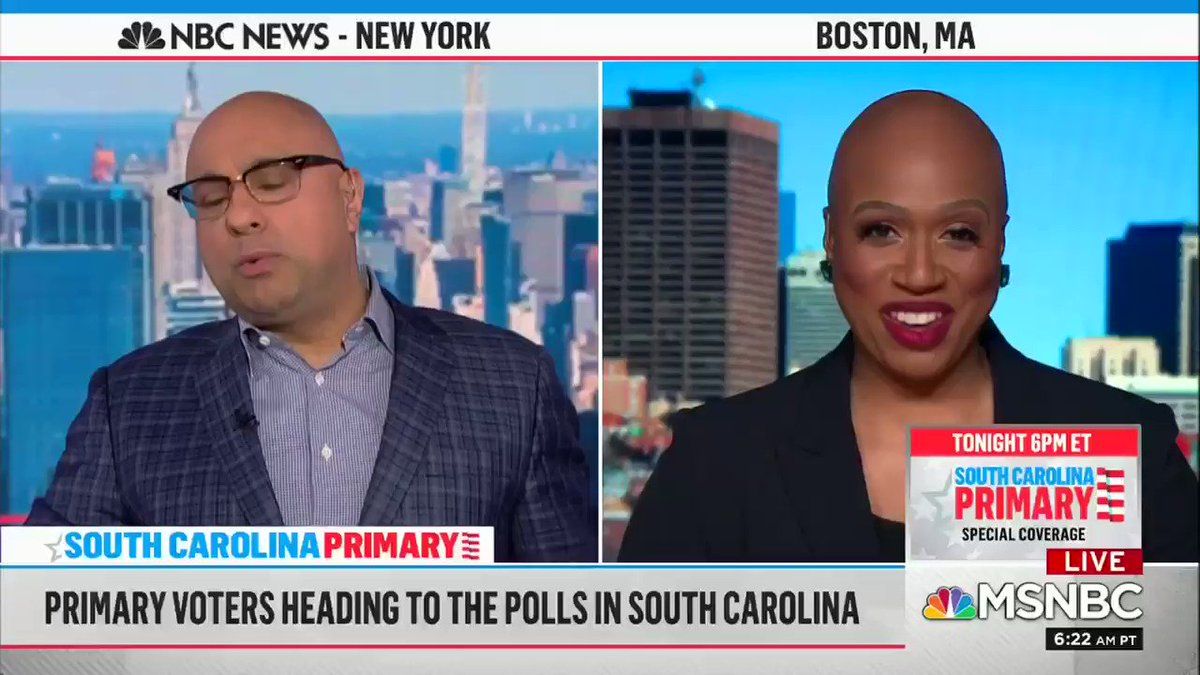 NBC NEWS - NEW YORK
BOSTON, MA
TONIGHT 6PM ET
SOUTH CAROLINA
PRIMARY
SPECIAL COVERAGE
SOUTH CAROLINA PRIMARY
LIVE
PRIMARY VOTERS HEADING TO THE POLLS IN SOUTH CAROLINA
MSNBC
6:22 AM PT